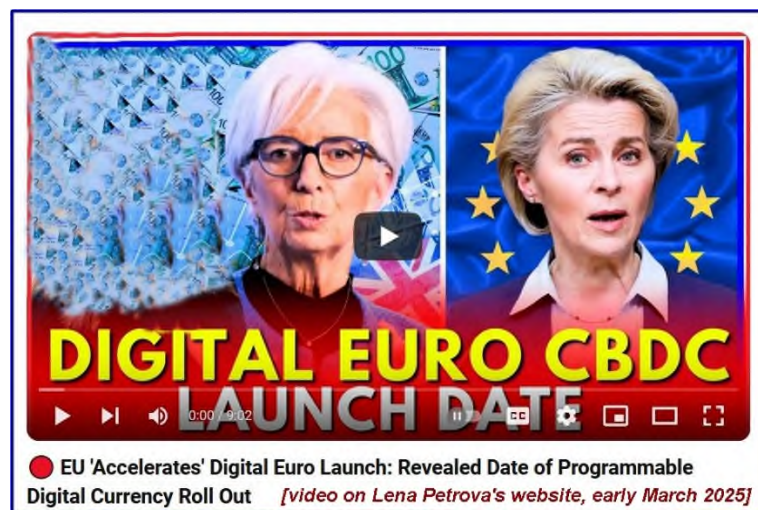 DIGITAL EURO CBDC
LAUNCH DATE
0:00 / 9:02
CC
EU 'Accelerates' Digital Euro Launch: Revealed Date of Programmable
Digital Currency Roll Out [video on Lena Petrova's website, early March 2025]